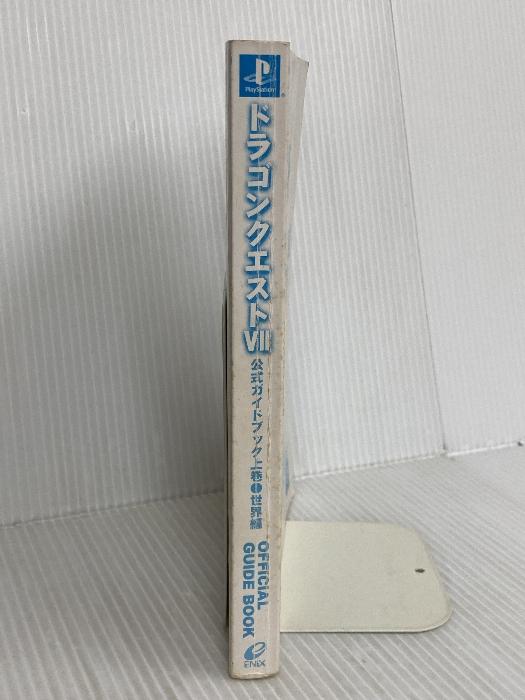 PlayStation®
ドラゴンクエストVII
公式ガイドブック上巻●世界編
OFFICIAL
GUIDE BOOK
ENIX